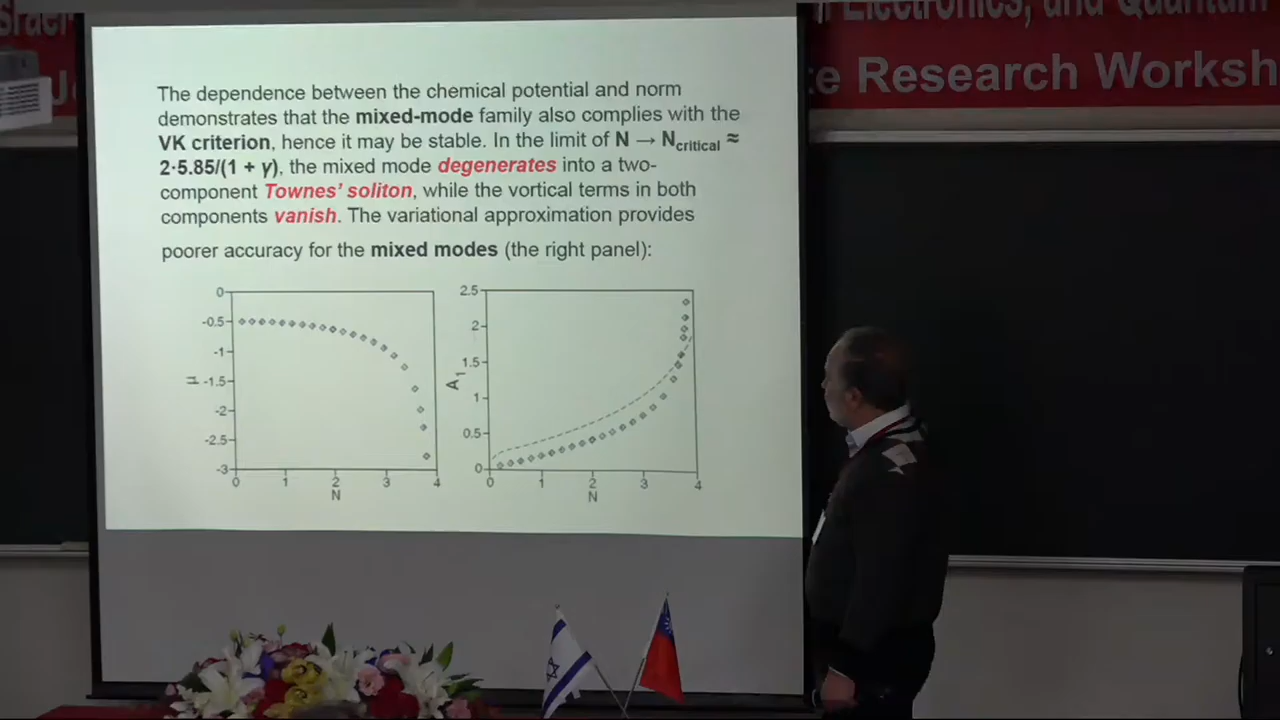 Electronics, and Quantum
Research Worksh
The dependence between the chemical potential and norm
demonstrates that the mixed-mode family also complies with the
VK criterion, hence it may be stable. In the limit of N → Ncritical ≈
2·5.85/(1 + γ), the mixed mode degenerates into a two-
component Townes' soliton, while the vortical terms in both
components vanish. The variational approximation provides
poorer accuracy for the mixed modes (the right panel):
0
-0.5
-1
-1.5
-2
-2.5
-3
μ
0 1 2 3 4
N
2.5
2
1.5
1
0.5
0
A1
0 1 2 3 4
N